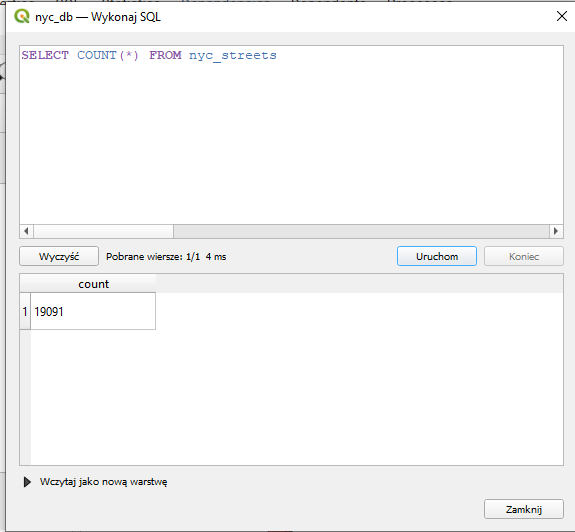 nyc_db — Wykonaj SQL
SELECT COUNT(*) FROM nyc_streets
Wyczyść Pobrane wiersze: 1/1 4 ms Uruchom Koniec
count
1 19091
Wczytaj jako nową warstwę
Zamknij